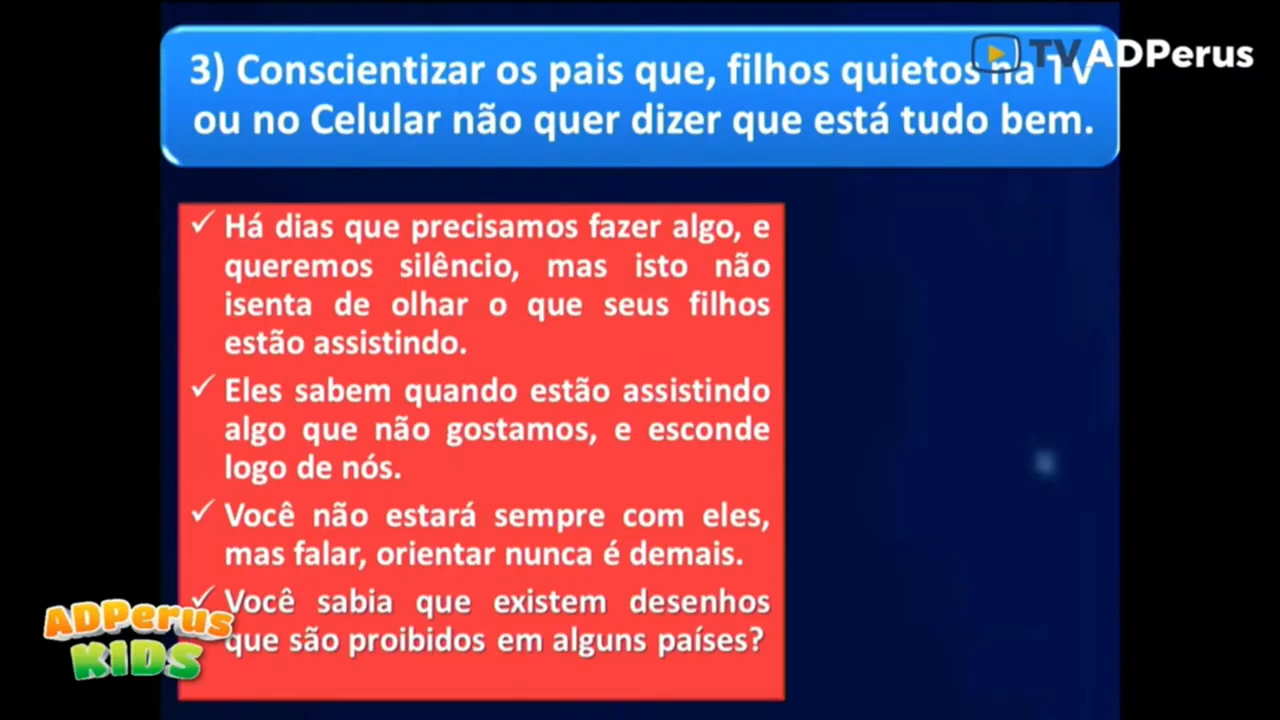 3) Conscientizar os pais que, filhos quietos na TV
ou no Celular não quer dizer que está tudo bem.
TV ADPerus
✓ Há dias que precisamos fazer algo, e
queremos silêncio, mas isto não
isenta de olhar o que seus filhos
estão assistindo.
✓ Eles sabem quando estão assistindo
algo que não gostamos, e esconde
logo de nós.
✓ Você não estará sempre com eles,
mas falar, orientar nunca é demais.
✓ Você sabia que existem desenhos
que são proibidos em alguns países?
ADPerus
KIDS